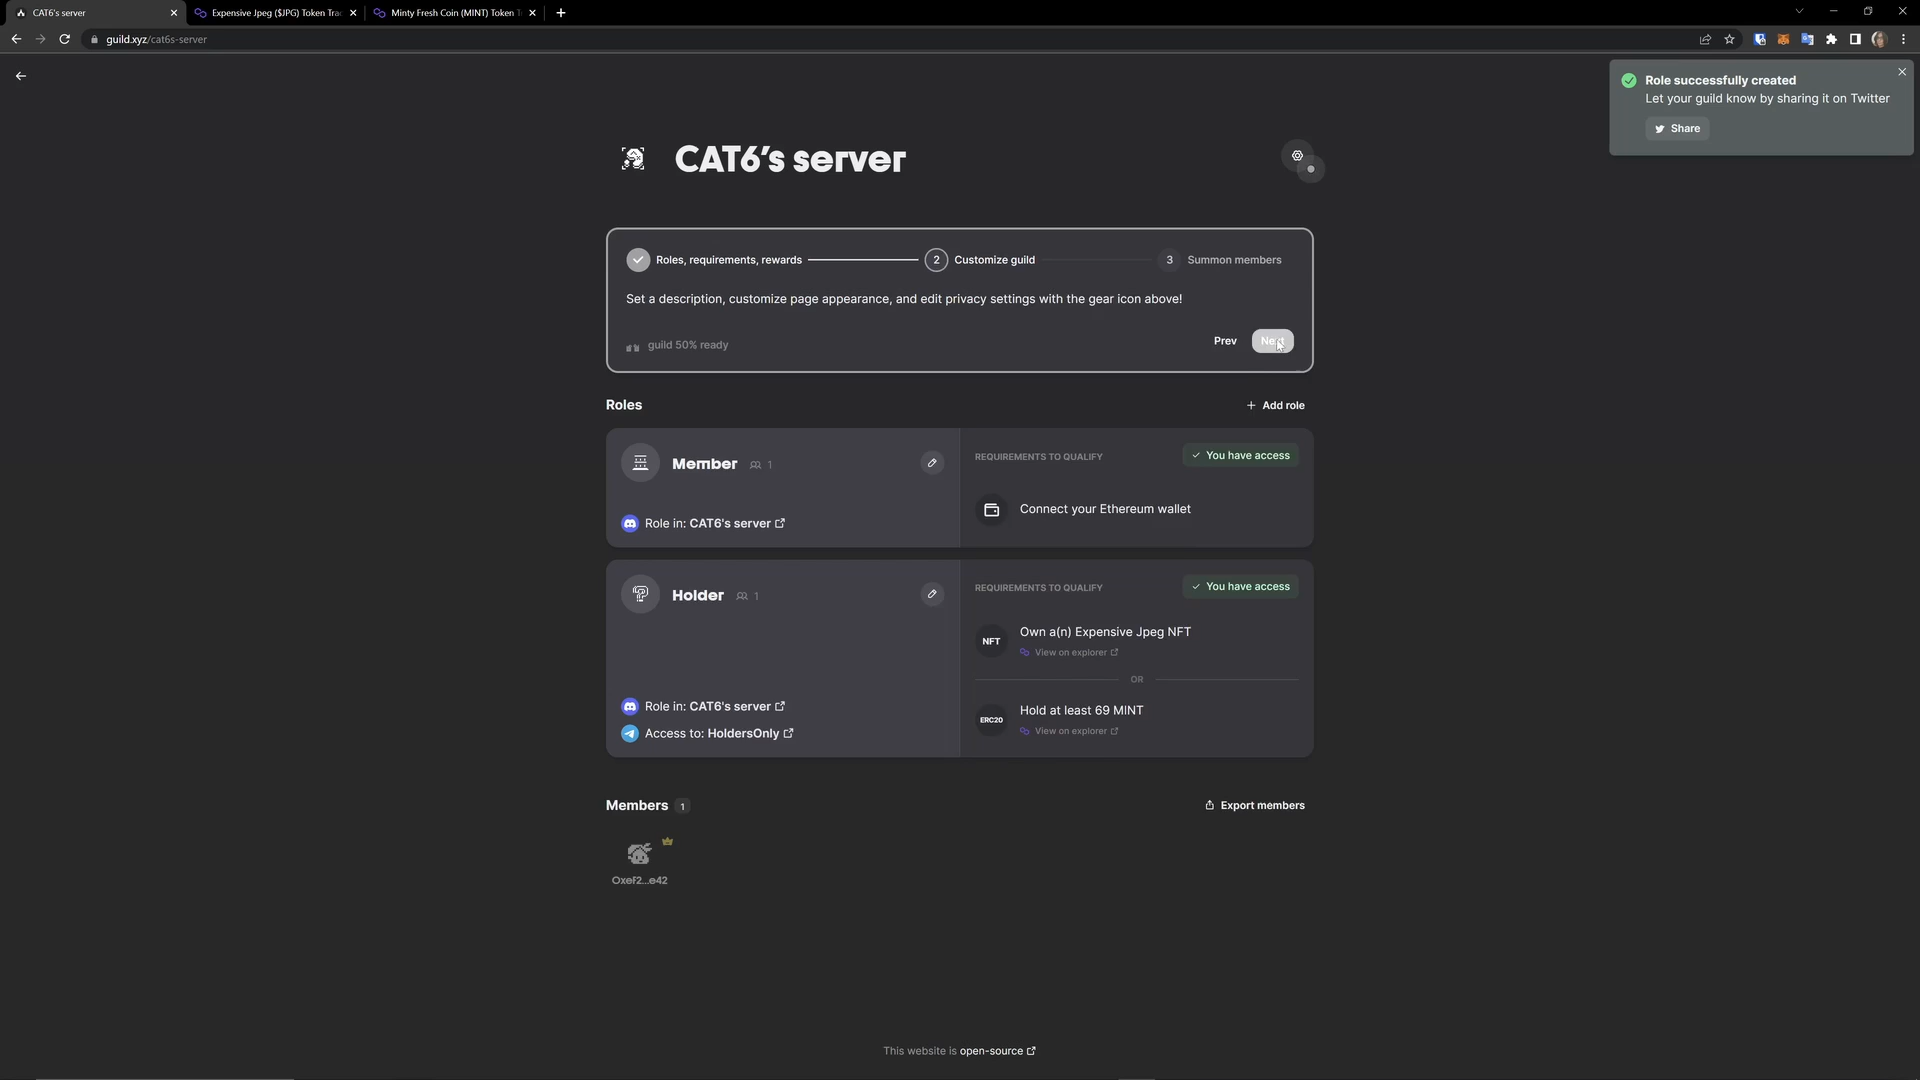 CAT6's server
Expensive Jpeg ($JPG) Token Tra
Minty Fresh Coin (MINT) Token T
guild.xyz/cat6s-server
Role successfully created
Let your guild know by sharing it on Twitter
Share
CAT6's server
Roles, requirements, rewards
2
Customize guild
3
Summon members
Set a description, customize page appearance, and edit privacy settings with the gear icon above!
guild 50% ready
Prev
Next
Roles
+ Add role
Member
1
REQUIREMENTS TO QUALIFY
You have access
Role in: CAT6's server
Connect your Ethereum wallet
Holder
1
REQUIREMENTS TO QUALIFY
You have access
NFT
Own a(n) Expensive Jpeg NFT
View on explorer
OR
ERC20
Hold at least 69 MINT
View on explorer
Role in: CAT6's server
Access to: HoldersOnly
Members
1
Export members
0xef2...e42
This website is open-source